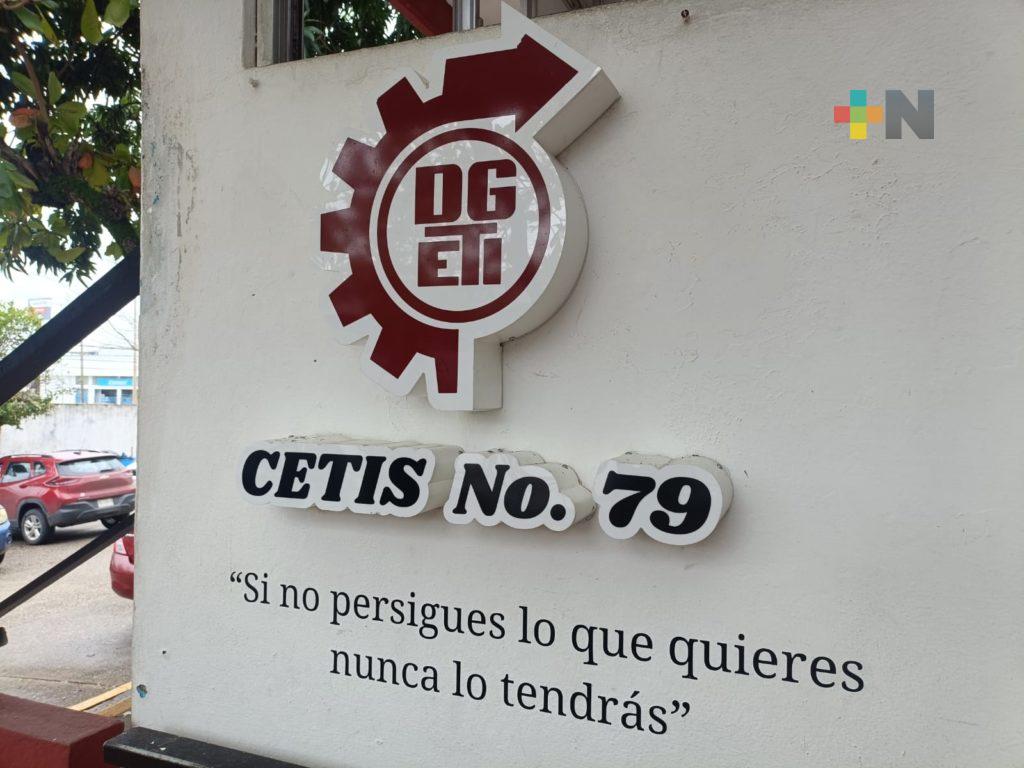 +N
DG
ETI
CETIS No. 79
“Si no persigues lo que quieres
nunca lo tendrás”